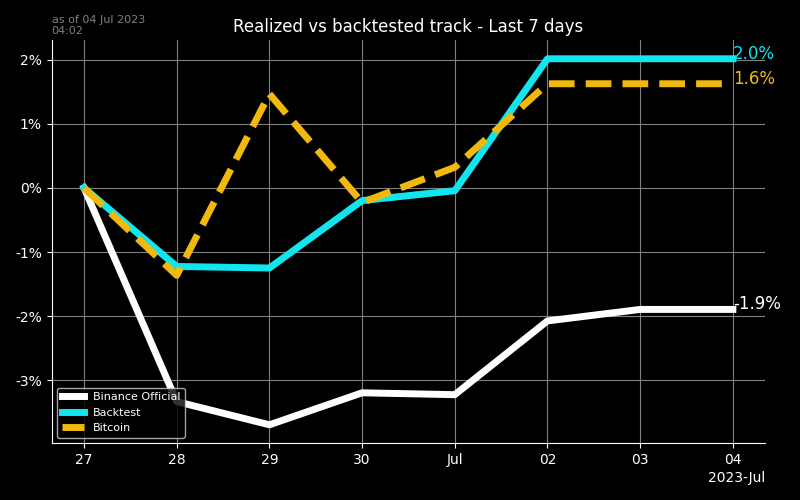 as of 04 Jul 2023
04:02
Realized vs backtested track - Last 7 days
2%
1%
0%
-1%
-2%
-3%
2.0%
1.6%
-1.9%
Binance Official
Backtest
Bitcoin
27 28 29 30 Jul 02 03 04
2023-Jul